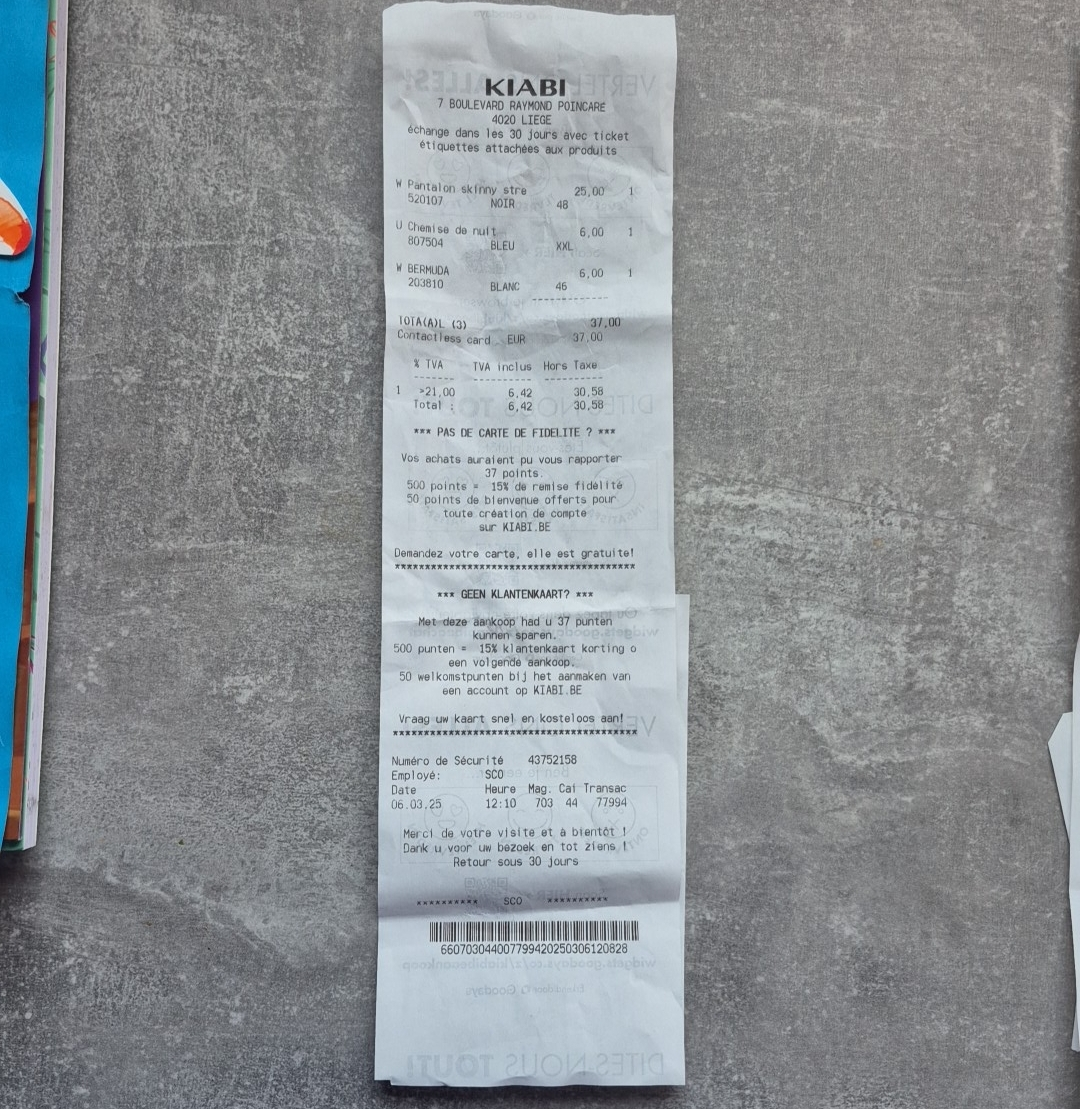 KIABI
7 BOULEVARD RAYMOND POINCARE
4020 LIEGE
échange dans les 30 jours avec ticket
étiquettes attachées aux produits
W Pantalon skinny stre 25,00 1
520107 NOIR 48
U Chemise de nuit 6,00 1
807504 BLEU XXL
W BERMUDA 6,00 1
203810 BLANC 46
------------
TOTA(A)L (3) 37,00
Contactless card EUR 37,00
% TVA TVA inclus Hors Taxe
------- ---------- ----------
1 >21,00 6,42 30,58
Total : 6,42 30,58
*** PAS DE CARTE DE FIDELITE ? ***
Vos achats auraient pu vous rapporter
37 points.
500 points = 15% de remise fidélité
50 points de bienvenue offerts pour
toute création de compte
sur KIABI.BE
Demandez votre carte, elle est gratuite!
****************************************
*** GEEN KLANTENKAART? ***
Met deze aankoop had u 37 punten
kunnen sparen.
500 punten = 15% klantenkaart korting o
een volgende aankoop.
50 welkomstpunten bij het aanmaken van
een account op KIABI.BE
Vraag uw kaart snel en kosteloos aan!
****************************************
Numéro de Sécurité 43752158
Employé: SCO
Date Heure Mag. Cai Transac
06.03.25 12:10 703 44 77994
Merci de votre visite et à bientôt !
Dank u voor uw bezoek en tot ziens !
Retour sous 30 jours
********** SCO **********
660703044007799420250306120828
DITES NOUS TOUT!